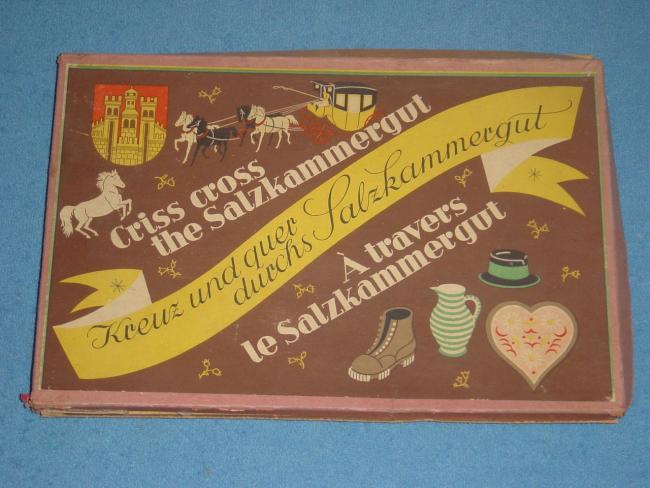 Criss cross
the Salzkammergut
Kreuz und quer
durchs Salzkammergut
À travers
le Salzkammergut